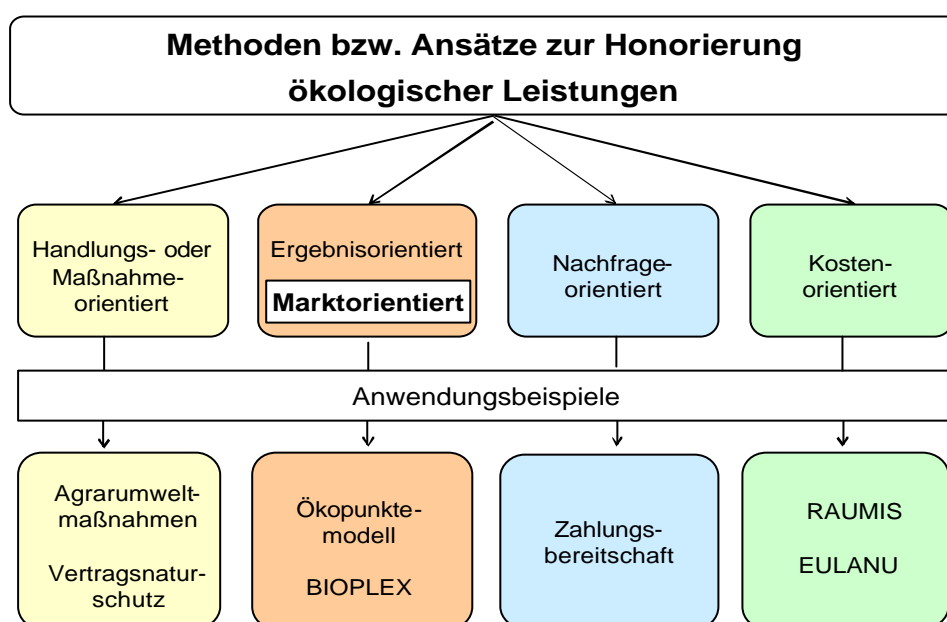 Methoden bzw. Ansätze zur Honorierung
ökologischer Leistungen
Handlungs- oder
Maßnahme-
orientiert
Ergebnisorientiert
Marktorientiert
Nachfrage-
orientiert
Kosten-
orientiert
Anwendungsbeispiele
Agrarumwelt-
maßnahmen
Vertragsnatur-
schutz
Ökopunkte-
modell
BIOPLEX
Zahlungs-
bereitschaft
RAUMIS
EULANU